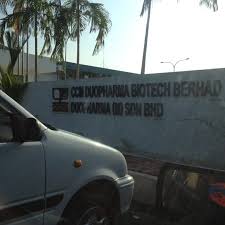 CCM DUOPHARMA BIOTECH BERHAD
DUOPHARMA (M) SDN BHD